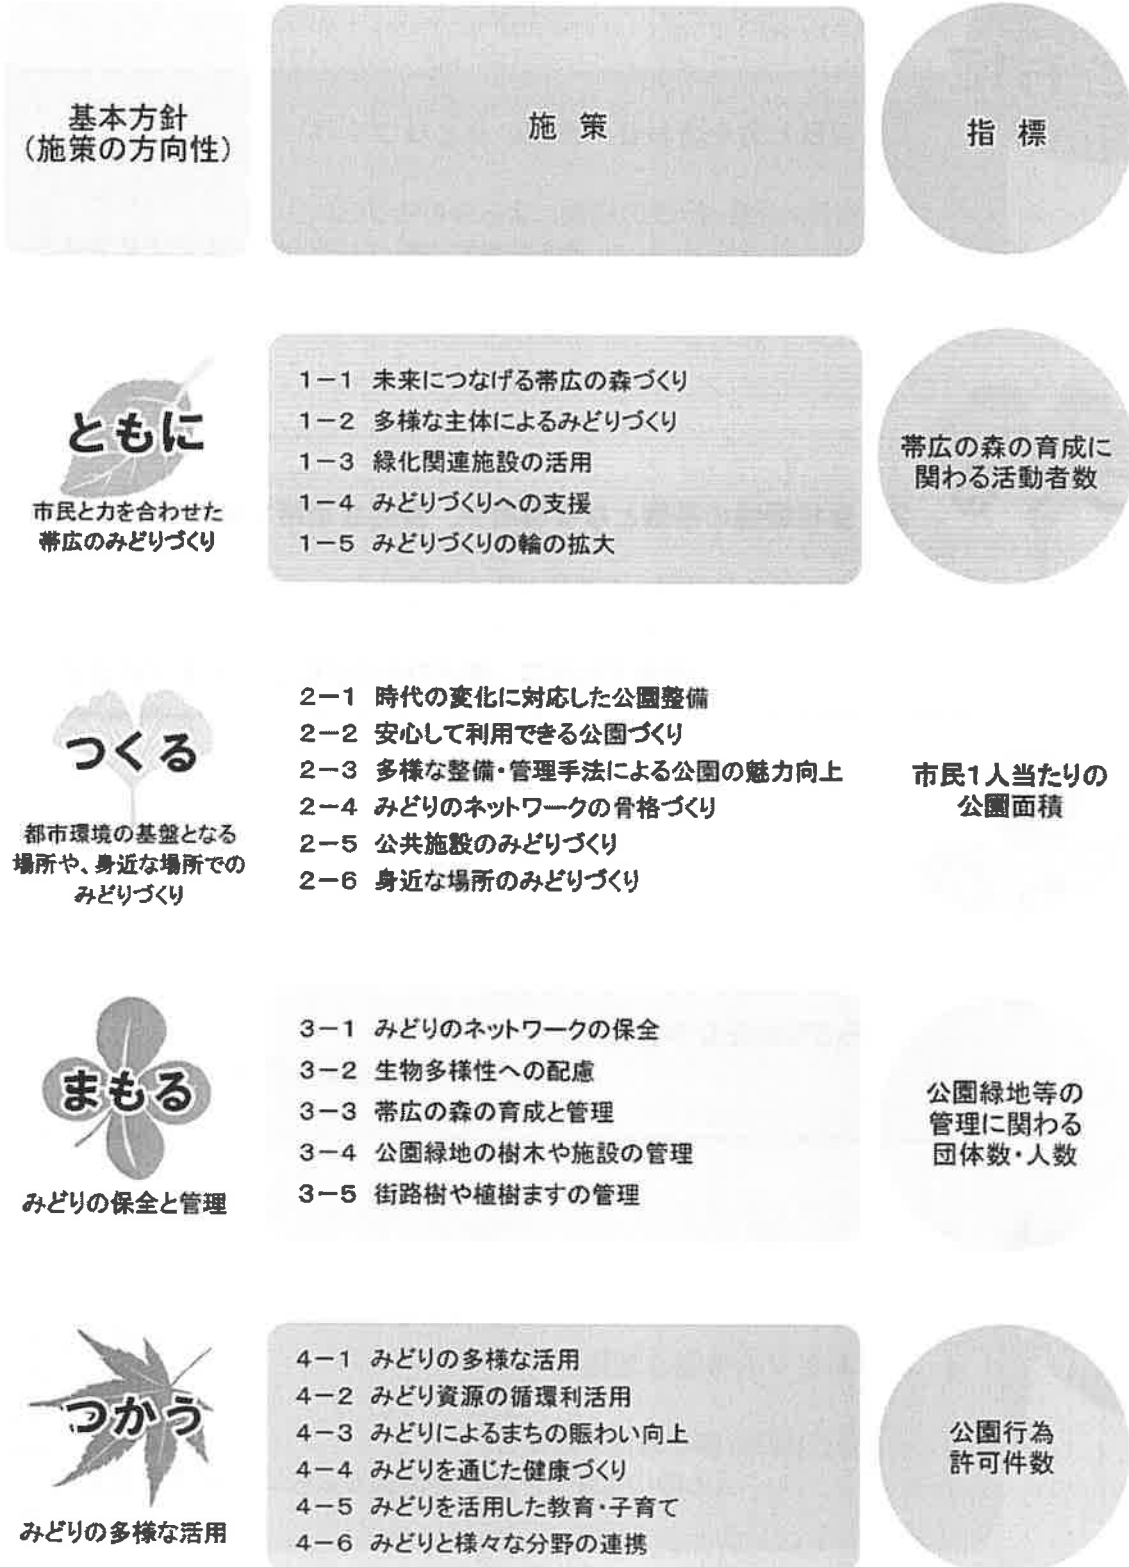 基本方針
(施策の方向性)
施 策
指 標
ともに
市民と力を合わせた
帯広のみどりづくり
1－1 未来につなげる帯広の森づくり
1－2 多様な主体によるみどりづくり
1－3 緑化関連施設の活用
1－4 みどりづくりへの支援
1－5 みどりづくりの輪の拡大
帯広の森の育成に
関わる活動者数
つくる
都市環境の基盤となる
場所や、身近な場所での
みどりづくり
2－1 時代の変化に対応した公園整備
2－2 安心して利用できる公園づくり
2－3 多様な整備・管理手法による公園の魅力向上
2－4 みどりのネットワークの骨格づくり
2－5 公共施設のみどりづくり
2－6 身近な場所のみどりづくり
市民1人当たりの
公園面積
まもる
みどりの保全と管理
3－1 みどりのネットワークの保全
3－2 生物多様性への配慮
3－3 帯広の森の育成と管理
3－4 公園緑地の樹木や施設の管理
3－5 街路樹や植樹ますの管理
公園緑地等の
管理に関わる
団体数・人数
つかう
みどりの多様な活用
4－1 みどりの多様な活用
4－2 みどり資源の循環利活用
4－3 みどりによるまちの賑わい向上
4－4 みどりを通じた健康づくり
4－5 みどりを活用した教育・子育て
4－6 みどりと様々な分野の連携
公園行為
許可件数